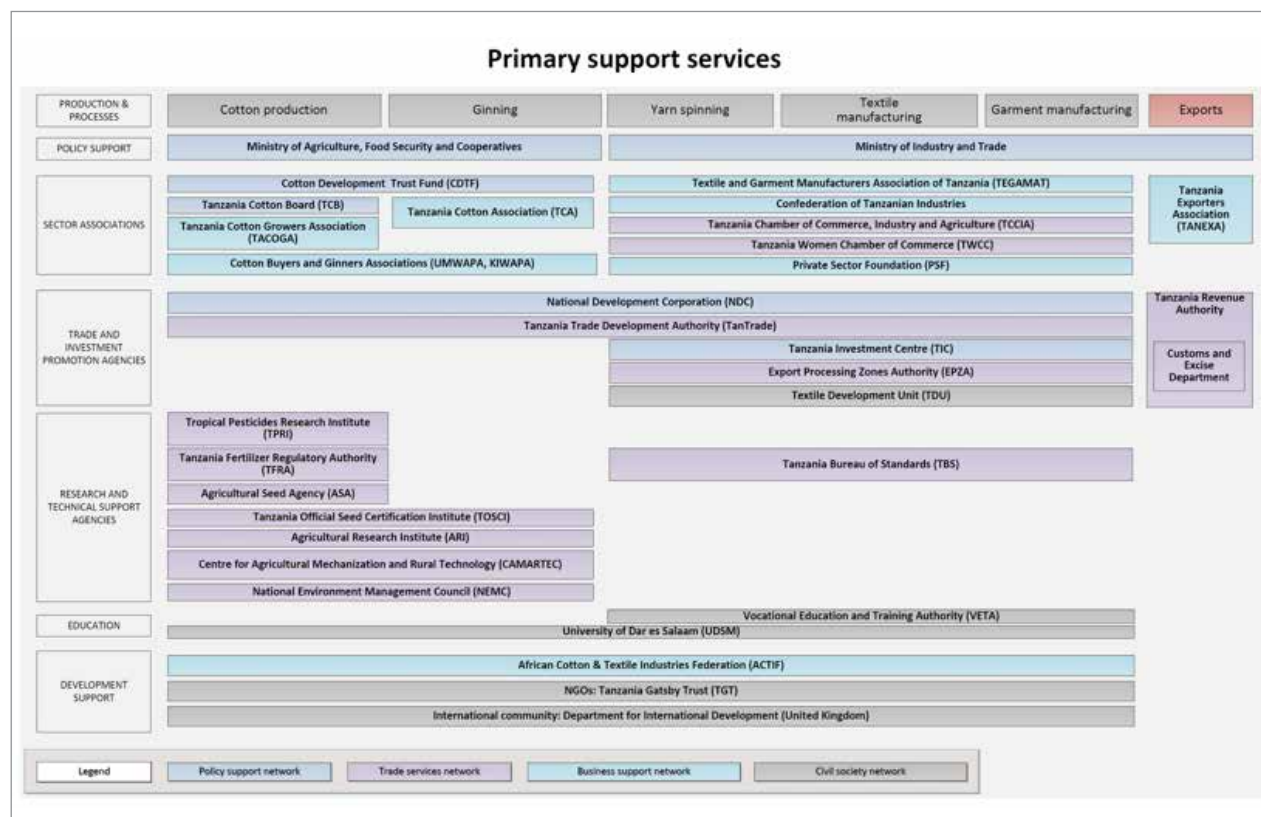 Primary support services
PRODUCTION &
PROCESSES
Cotton production
Ginning
Yarn spinning
Textile
manufacturing
Garment manufacturing
Exports
POLICY SUPPORT
Ministry of Agriculture, Food Security and Cooperatives
Ministry of Industry and Trade
SECTOR ASSOCIATIONS
Cotton Development Trust Fund (CDTF)
Tanzania Cotton Board (TCB)
Tanzania Cotton Growers Association
(TACOGA)
Tanzania Cotton Association (TCA)
Cotton Buyers and Ginners Associations (UMWAPA, KIWAPA)
Textile and Garment Manufacturers Association of Tanzania (TEGAMAT)
Confederation of Tanzanian Industries
Tanzania Chamber of Commerce, Industry and Agriculture (TCCIA)
Tanzania Women Chamber of Commerce (TWCC)
Private Sector Foundation (PSF)
Tanzania
Exporters
Association
(TANEXA)
TRADE AND
INVESTMENT
PROMOTION AGENCIES
National Development Corporation (NDC)
Tanzania Trade Development Authority (TanTrade)
Tanzania Investment Centre (TIC)
Export Processing Zones Authority (EPZA)
Textile Development Unit (TDU)
Tanzania Revenue
Authority
Customs and
Excise
Department
RESEARCH AND
TECHNICAL SUPPORT
AGENCIES
Tropical Pesticides Research Institute
(TPRI)
Tanzania Fertilizer Regulatory Authority
(TFRA)
Agricultural Seed Agency (ASA)
Tanzania Official Seed Certification Institute (TOSCI)
Agricultural Research Institute (ARI)
Centre for Agricultural Mechanization and Rural Technology (CAMARTEC)
National Environment Management Council (NEMC)
Tanzania Bureau of Standards (TBS)
EDUCATION
Vocational Education and Training Authority (VETA)
University of Dar es Salaam (UDSM)
DEVELOPMENT
SUPPORT
African Cotton & Textile Industries Federation (ACTIF)
NGOs: Tanzania Gatsby Trust (TGT)
International community: Department for International Development (United Kingdom)
Legend
Policy support network
Trade services network
Business support network
Civil society network